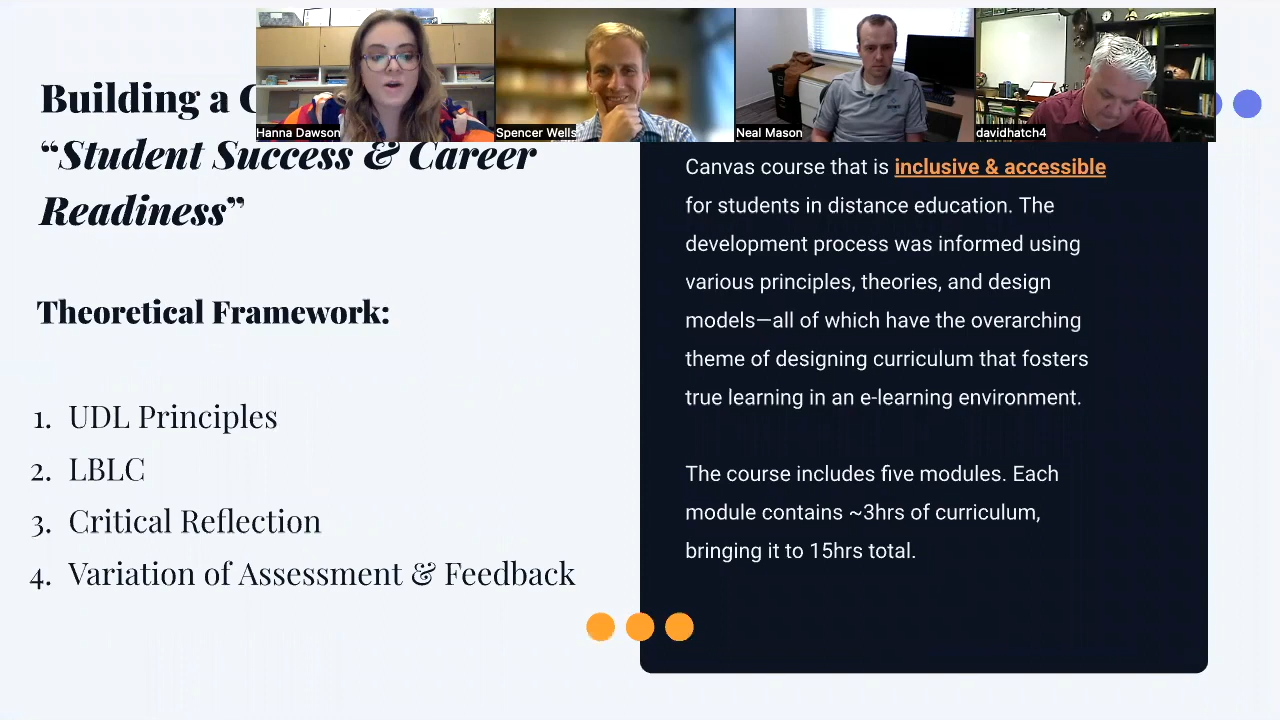 Building a C
“Student Success & Career
Readiness”
Theoretical Framework:
1. UDL Principles
2. LBLC
3. Critical Reflection
4. Variation of Assessment & Feedback
Hanna Dawson
Spencer Wells
Neal Mason
davidhatch4
Canvas course that is inclusive & accessible
for students in distance education. The
development process was informed using
various principles, theories, and design
models—all of which have the overarching
theme of designing curriculum that fosters
true learning in an e-learning environment.
The course includes five modules. Each
module contains ~3hrs of curriculum,
bringing it to 15hrs total.